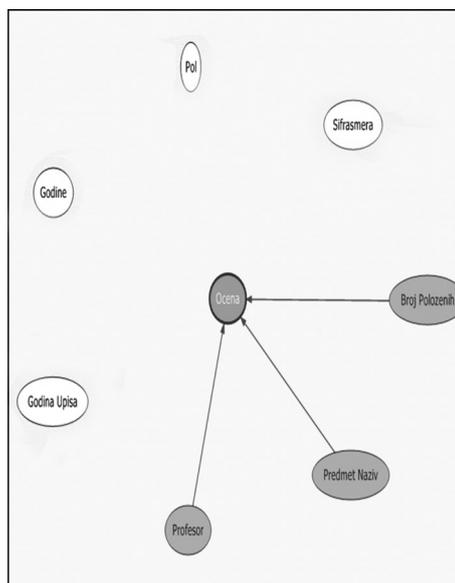 Pol
Sifrasmera
Godine
Ocena
Broj Polozenih
Godina Upisa
Predmet Naziv
Profesor